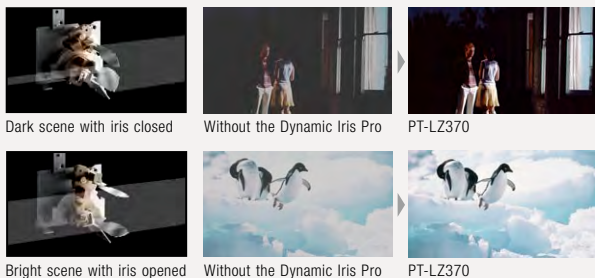 Dark scene with iris closed
Without the Dynamic Iris Pro
PT-LZ370
Bright scene with iris opened
Without the Dynamic Iris Pro
PT-LZ370